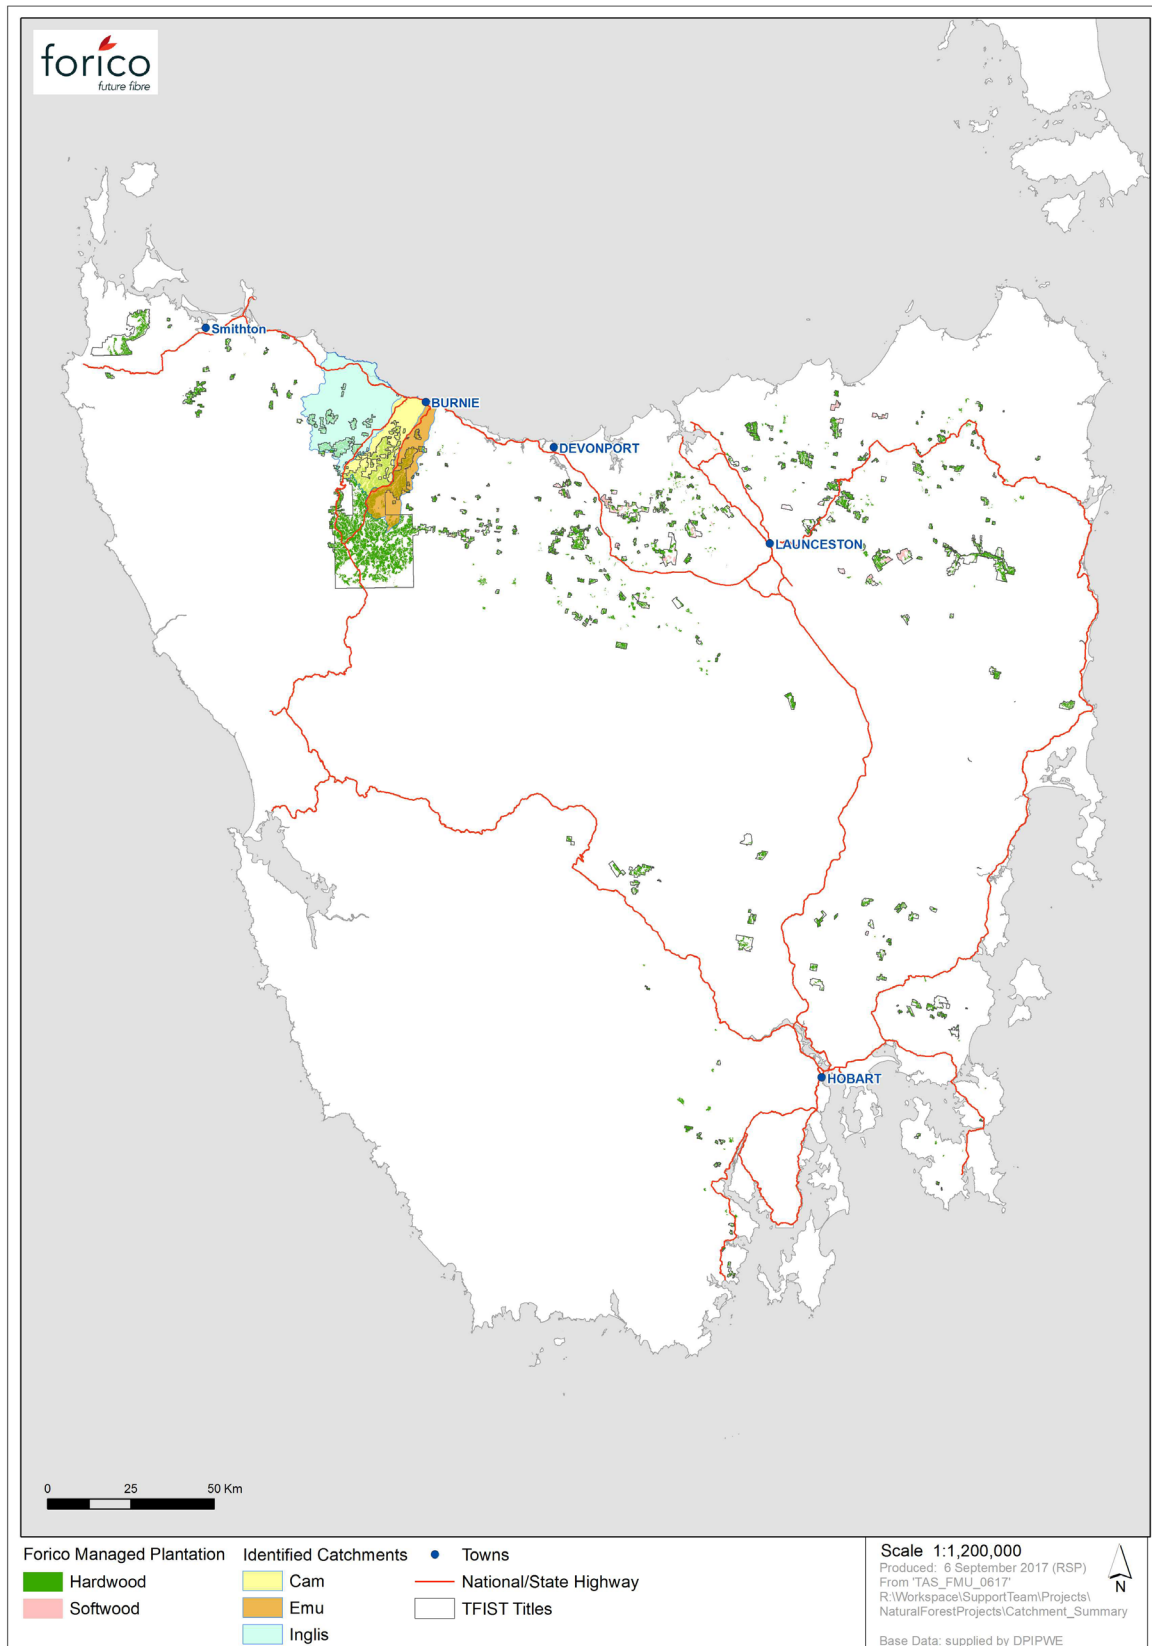 forico
future fibre
Smithton
BURNIE
DEVONPORT
LAUNCESTON
HOBART
0 25 50 Km
Forico Managed Plantation
Hardwood
Softwood
Identified Catchments
Cam
Emu
Inglis
Towns
National/State Highway
TFIST Titles
Scale 1:1,200,000
Produced: 6 September 2017 (RSP)
From 'TAS_FMU_0617'
R:\Workspace\SupportTeam\Projects\
NaturalForestProjects\Catchment_Summary
Base Data: supplied by DPIPWE
N